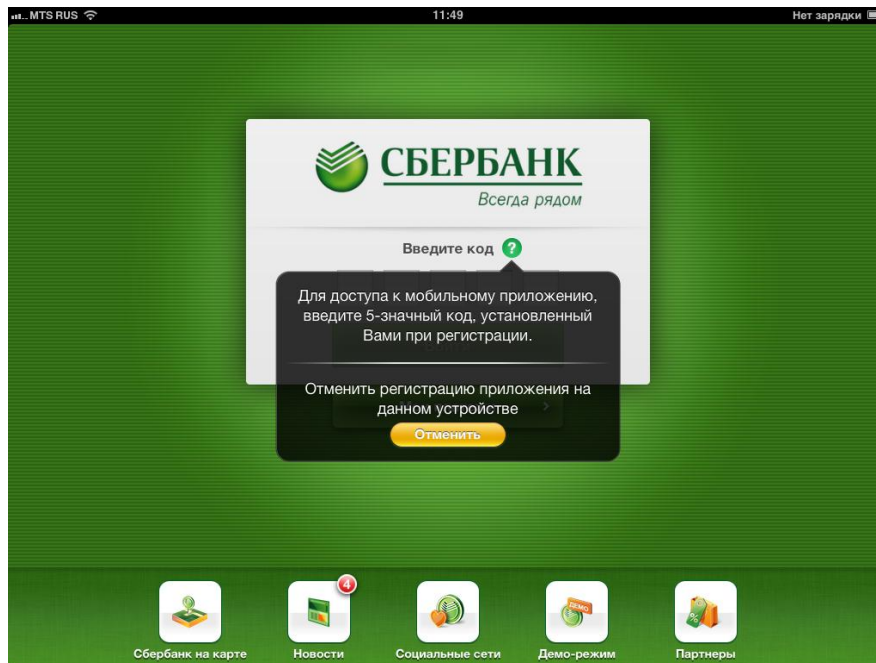 MTS RUS 11:49 Нет зарядки
СБЕРБАНК
Всегда рядом
Введите код ?
Для доступа к мобильному приложению,
введите 5-значный код, установленный
Вами при регистрации.
Отменить регистрацию приложения на
данном устройстве
Отменить
4
ДЕМО
%
Сбербанк на карте Новости Социальные сети Демо-режим Партнеры